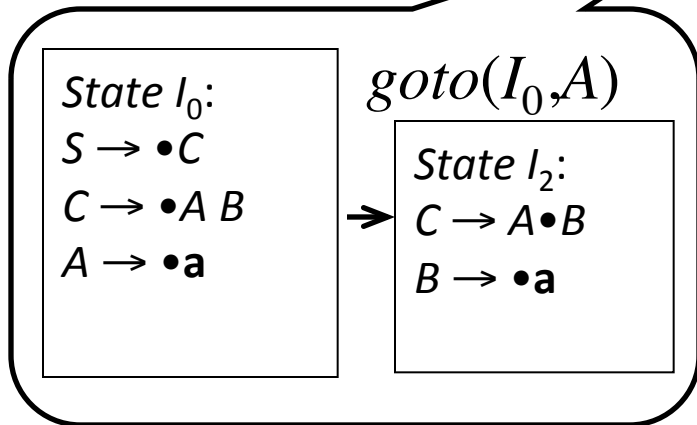 State I₀:
S → •C
C → •A B
A → •a
goto(I₀,A)
State I₂:
C → A•B
B → •a